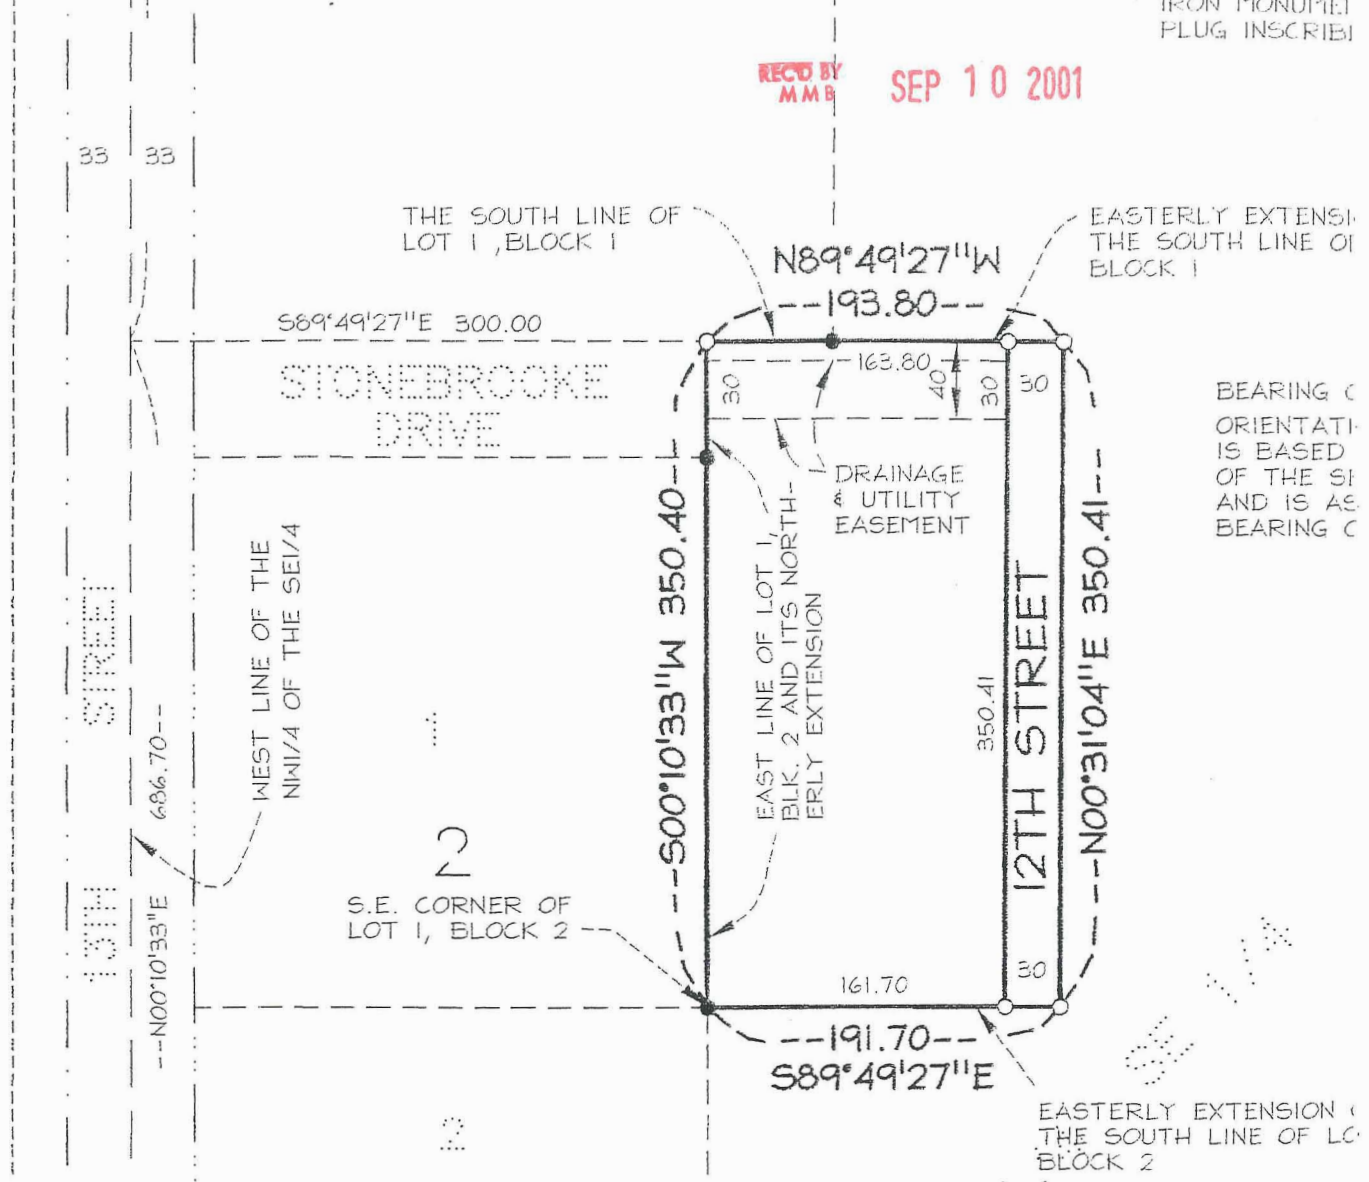 IRON MONUME
PLUG INSCRIB
REC'D BY
MMB
SEP 10 2001
33
33
THE SOUTH LINE OF
LOT 1 , BLOCK 1
EASTERLY EXTENSI
THE SOUTH LINE O
BLOCK 1
N89°49'27"W
--193.80--
S89°49'27"E 300.00
STONEBROOKE
DRIVE
163.80
30
40
30
30
BEARING
ORIENTATI
IS BASED
OF THE S
AND IS AS
BEARING
DRAINAGE
& UTILITY
EASEMENT
---S00°10'33"W 350.40--
EAST LINE OF LOT 1,
BLK. 2 AND ITS NORTH-
ERLY EXTENSION
350.41
12TH STREET
--N00°31'04"E 350.41---
WEST LINE OF THE
NW1/4 OF THE SE1/4
13TH STREET
---N00°10'33"E 686.70--
1
2
S.E. CORNER OF
LOT 1, BLOCK 2
161.70
30
--191.70--
S89°49'27"E
SE 1/4
EASTERLY EXTENSION
THE SOUTH LINE OF LO
BLOCK 2
2